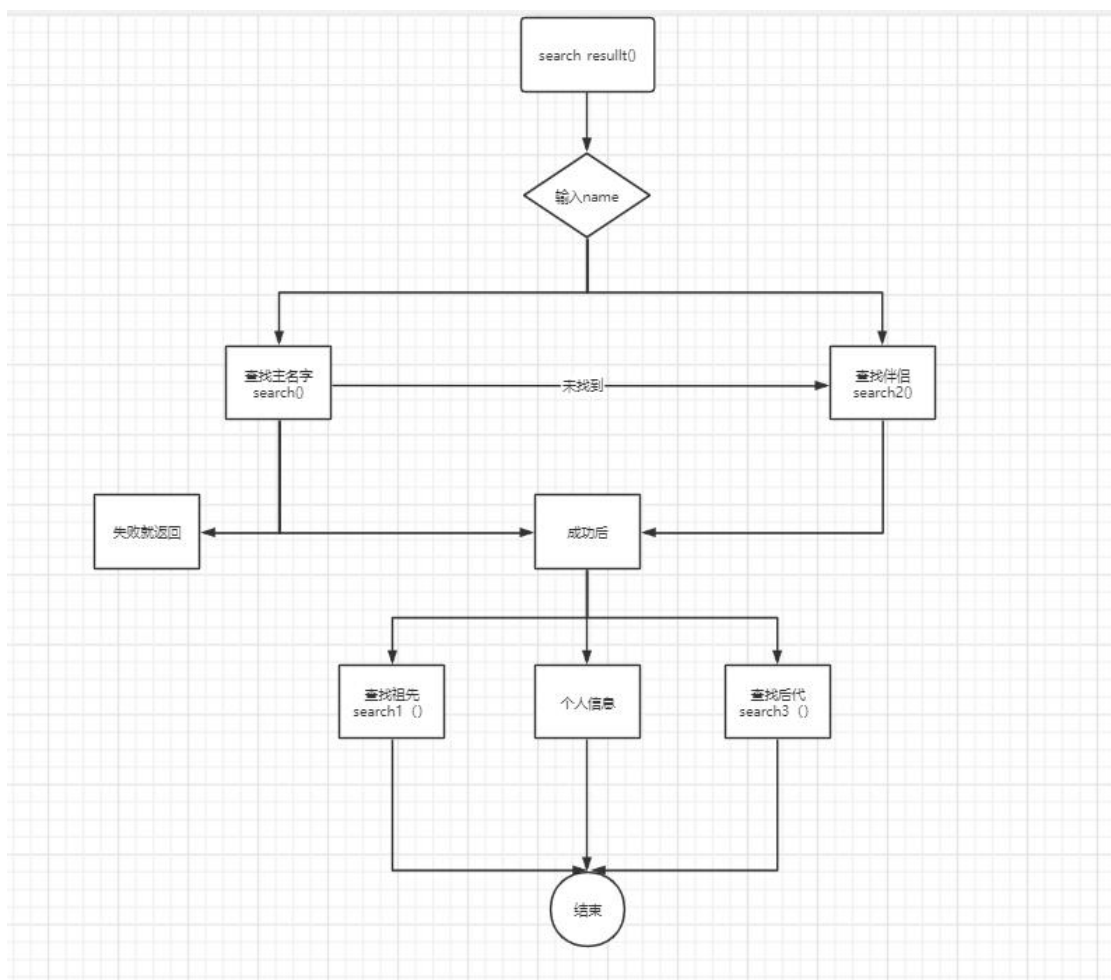 search resullt()
输入name
查找主名字
search()
未找到
查找伴侣
search2()
失败就返回
成功后
查找祖先
search1（）
个人信息
查找后代
search3（）
结束